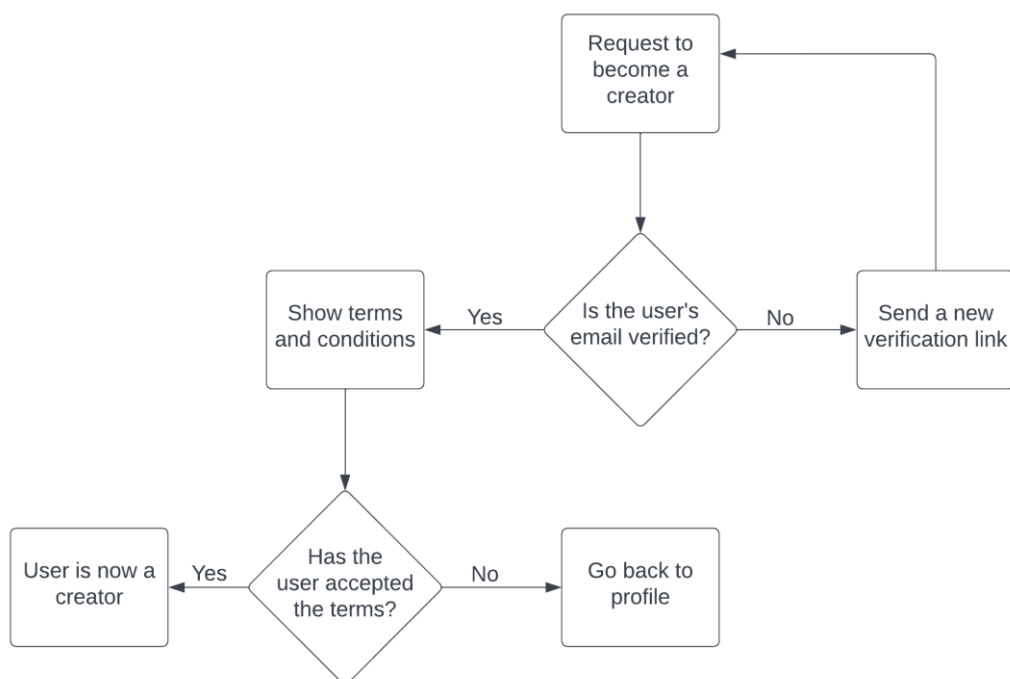 Request to
become a
creator
Is the user's
email verified?
Yes
No
Show terms
and conditions
Send a new
verification link
Has the
user accepted
the terms?
Yes
No
User is now a
creator
Go back to
profile